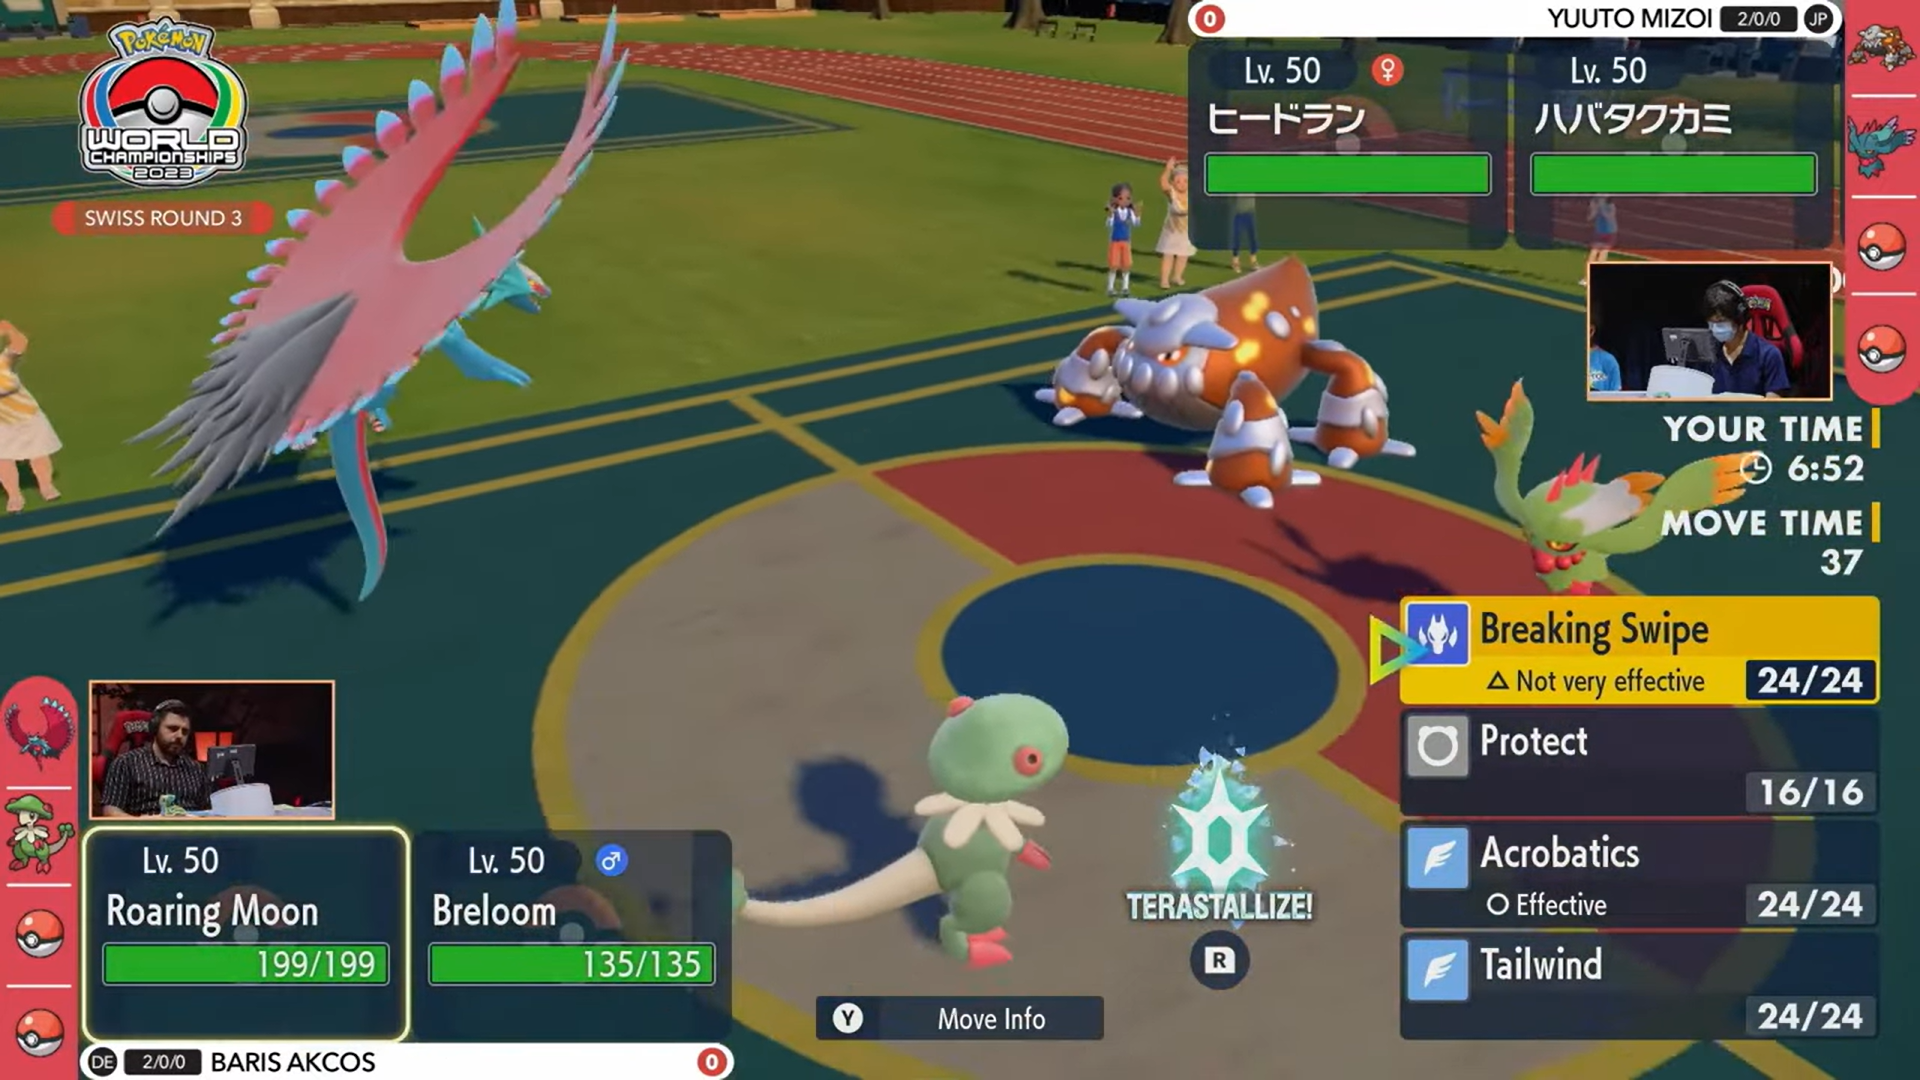 Pokémon
WORLD
CHAMPIONSHIPS
2023
SWISS ROUND 3
0
YUUTO MIZOI
2/0/0
JP
Lv. 50
♀
ヒードラン
Lv. 50
ハバタクカミ
YOUR TIME
6:52
MOVE TIME
37
Breaking Swipe
Not very effective
24/24
Protect
16/16
Acrobatics
Effective
24/24
Tailwind
24/24
TERASTALLIZE!
R
Y
Move Info
Lv. 50
Roaring Moon
199/199
Lv. 50
♂
Breloom
135/135
DE
2/0/0
BARIS AKCOS
0